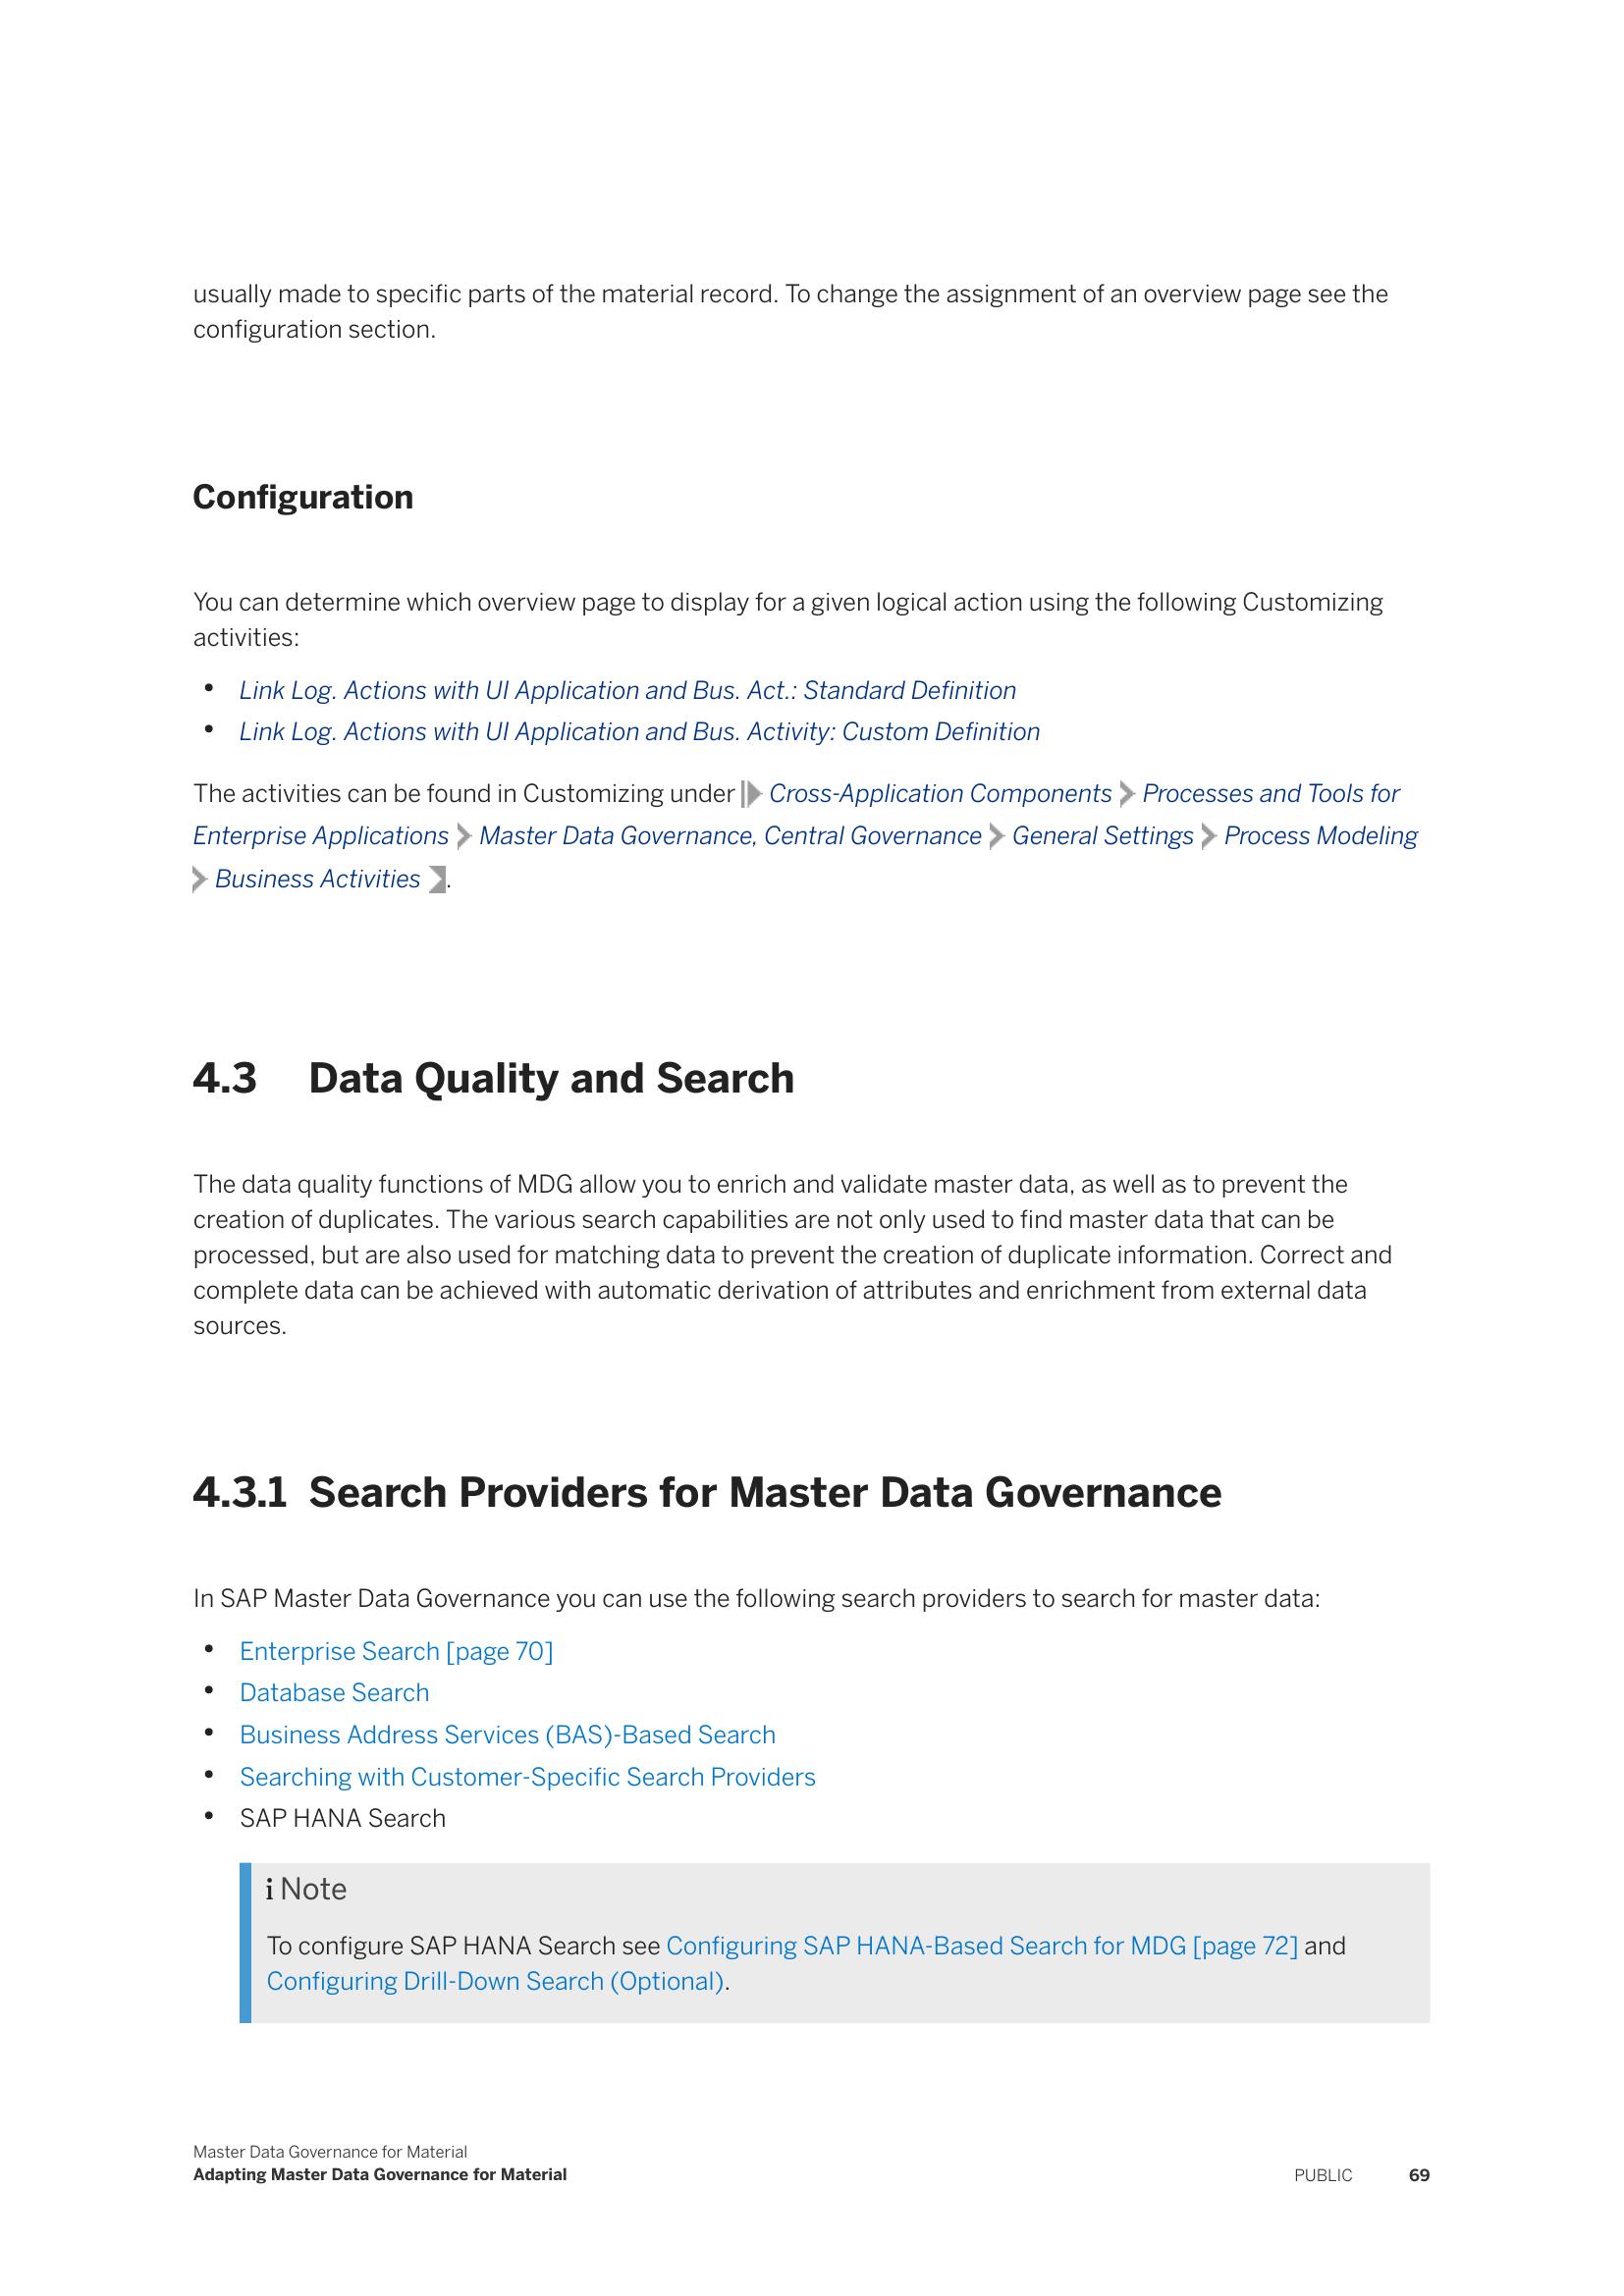 usually made to specific parts of the material record. To change the assignment of an overview page see the
configuration section.
Configuration
You can determine which overview page to display for a given logical action using the following Customizing
activities:
• Link Log. Actions with UI Application and Bus. Act.: Standard Definition
• Link Log. Actions with UI Application and Bus. Activity: Custom Definition
The activities can be found in Customizing under Cross-Application Components Processes and Tools for
Enterprise Applications Master Data Governance, Central Governance General Settings Process Modeling
Business Activities .
4.3 Data Quality and Search
The data quality functions of MDG allow you to enrich and validate master data, as well as to prevent the
creation of duplicates. The various search capabilities are not only used to find master data that can be
processed, but are also used for matching data to prevent the creation of duplicate information. Correct and
complete data can be achieved with automatic derivation of attributes and enrichment from external data
sources.
4.3.1 Search Providers for Master Data Governance
In SAP Master Data Governance you can use the following search providers to search for master data:
• Enterprise Search [page 70]
• Database Search
• Business Address Services (BAS)-Based Search
• Searching with Customer-Specific Search Providers
• SAP HANA Search
i Note
To configure SAP HANA Search see Configuring SAP HANA-Based Search for MDG [page 72] and
Configuring Drill-Down Search (Optional).
Master Data Governance for Material
Adapting Master Data Governance for Material PUBLIC 69